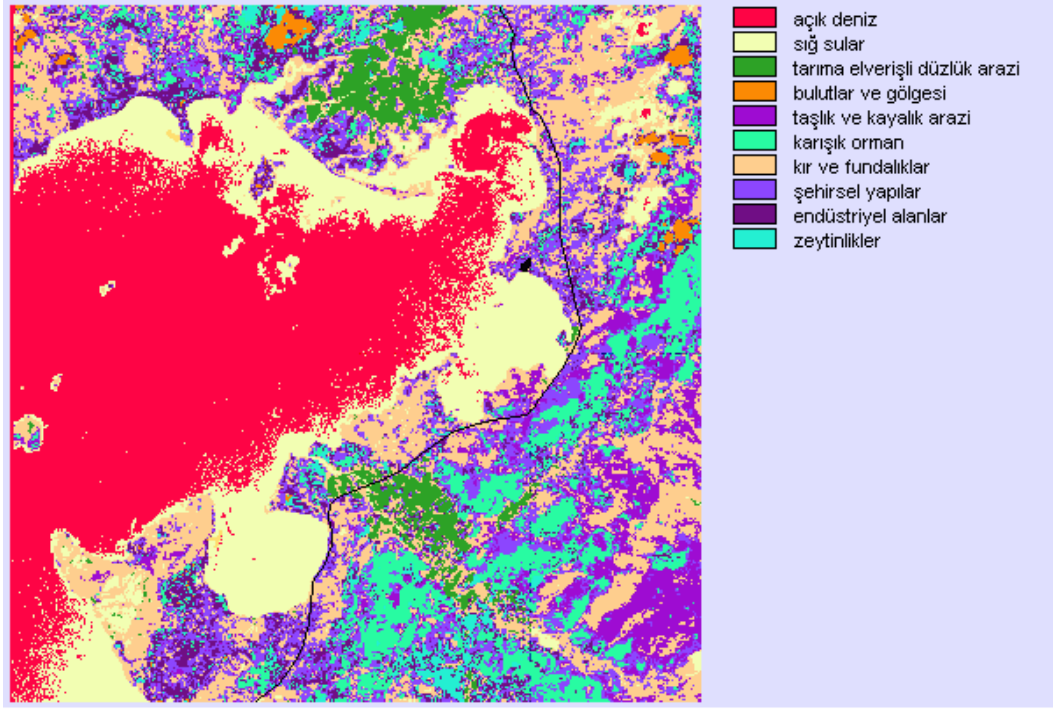 açık deniz
sığ sular
tarıma elverişli düzlük arazi
bulutlar ve gölgesi
taşlık ve kayalık arazi
karışık orman
kır ve fundalıklar
şehirsel yapılar
endüstriyel alanlar
zeytinlikler